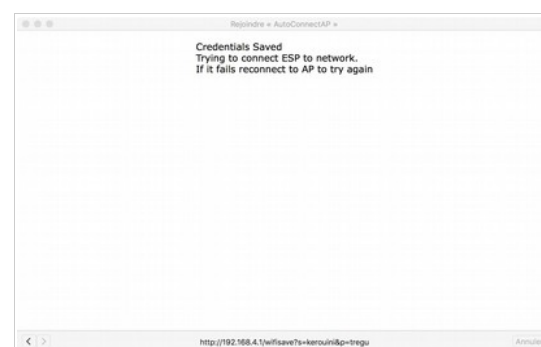 Rejoindre « AutoConnectAP »
Credentials Saved
Trying to connect ESP to network.
If it fails reconnect to AP to try again
http://192.168.4.1/wifisave?s=kerouini&p=tregu
Annuler